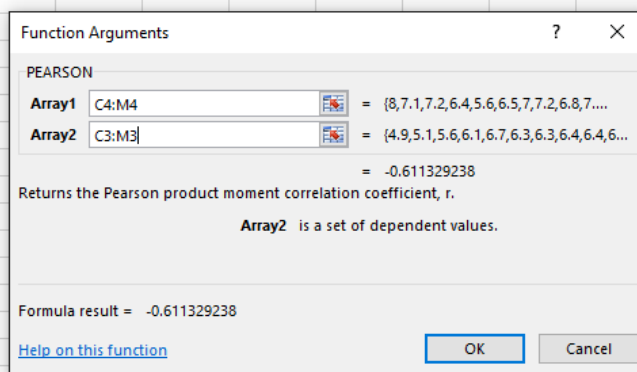 Function Arguments ? ×
PEARSON
Array1 C4:M4 = {8,7.1,7.2,6.4,5.6,6.5,7,7.2,6.8,7....
Array2 C3:M3 = {4.9,5.1,5.6,6.1,6.7,6.3,6.3,6.4,6.4,6...
= -0.611329238
Returns the Pearson product moment correlation coefficient, r.
Array2 is a set of dependent values.
Formula result = -0.611329238
Help on this function OK Cancel